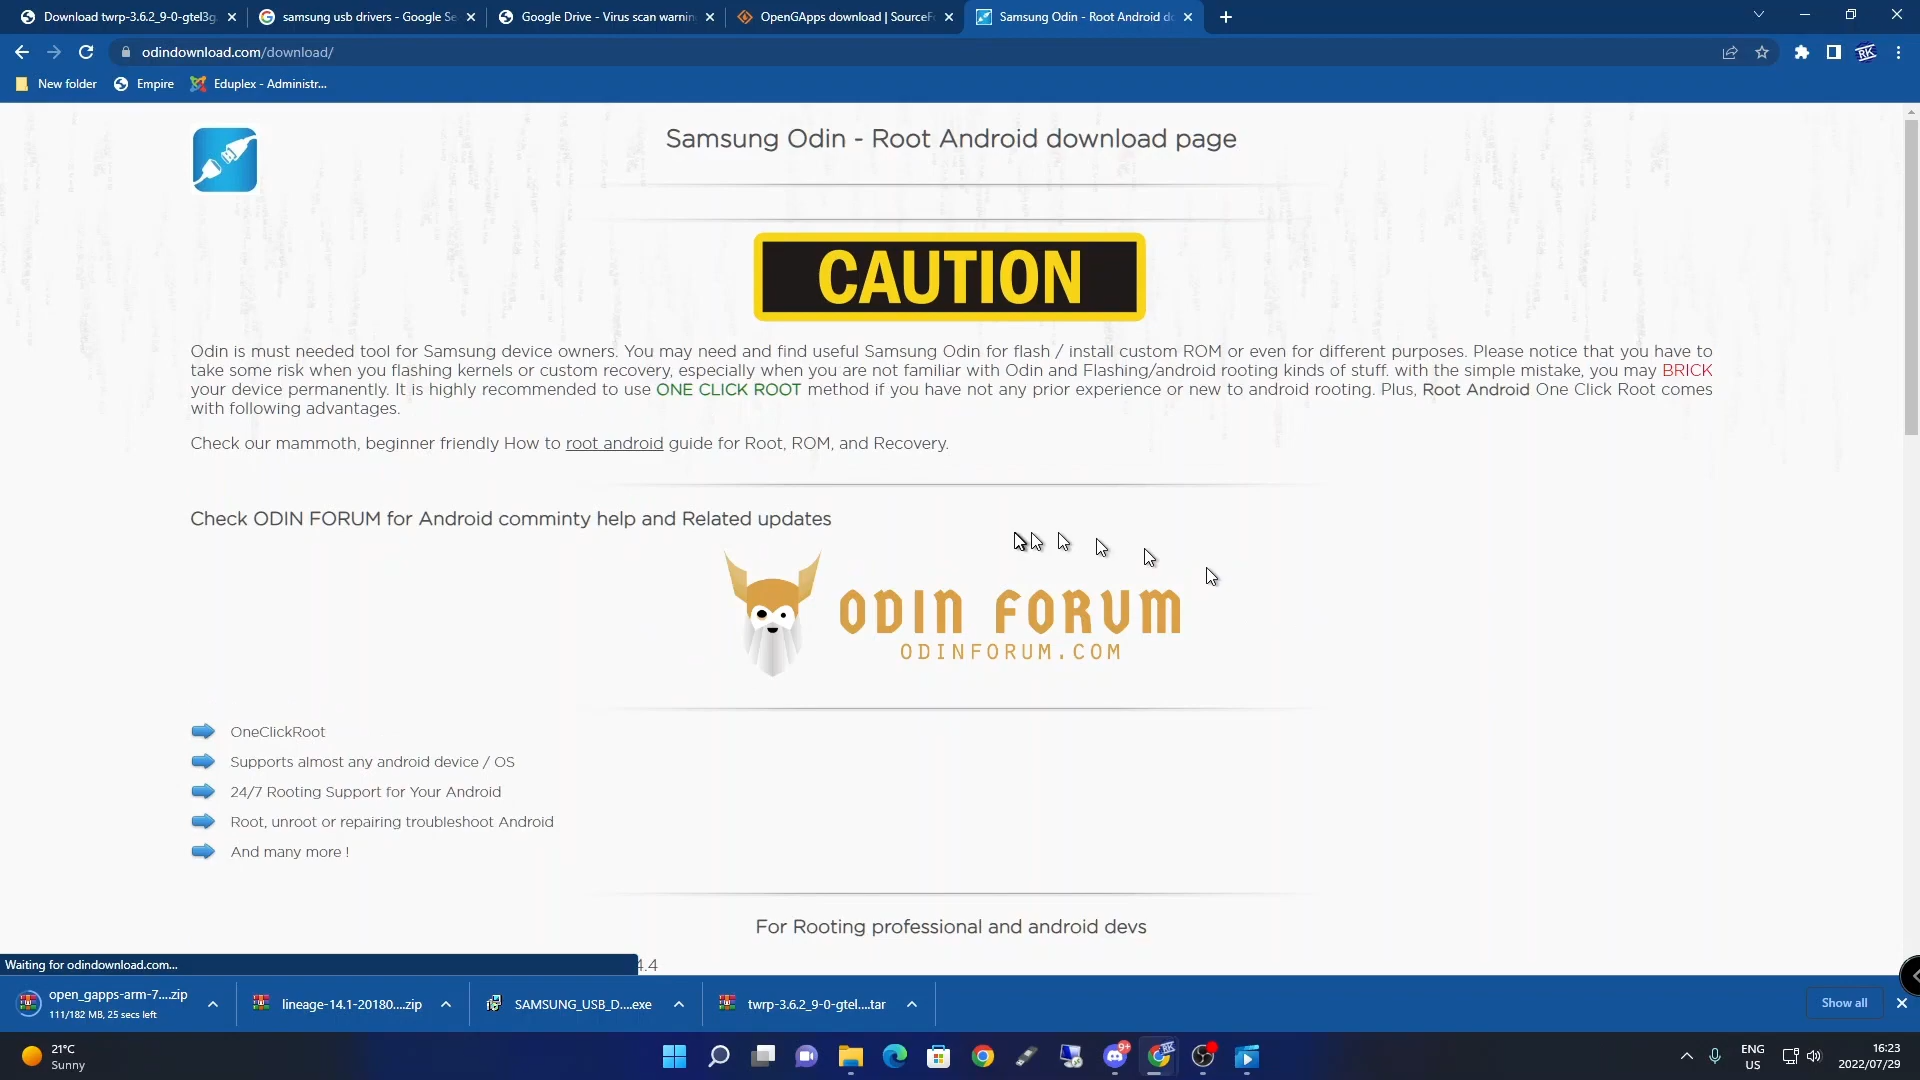 Download twrp-3.6.2_9-0-gtel3g
samsung usb drivers - Google Se
Google Drive - Virus scan warnin
OpenGApps download | SourceF
Samsung Odin - Root Android do
odindownload.com/download/
New folder
Empire
Eduplex - Administr...
Samsung Odin - Root Android download page
CAUTION
Odin is must needed tool for Samsung device owners. You may need and find useful Samsung Odin for flash / install custom ROM or even for different purposes. Please notice that you have to
take some risk when you flashing kernels or custom recovery, especially when you are not familiar with Odin and Flashing/android rooting kinds of stuff. with the simple mistake, you may BRICK
your device permanently. It is highly recommended to use ONE CLICK ROOT method if you have not any prior experience or new to android rooting. Plus, Root Android One Click Root comes
with following advantages.
Check our mammoth, beginner friendly How to root android guide for Root, ROM, and Recovery.
Check ODIN FORUM for Android comminty help and Related updates
ODIN FORUM
ODINFORUM.COM
OneClickRoot
Supports almost any android device / OS
24/7 Rooting Support for Your Android
Root, unroot or repairing troubleshoot Android
And many more !
For Rooting professional and android devs
4.4
Waiting for odindownload.com...
open_gapps-arm-7....zip
111/182 MB, 25 secs left
lineage-14.1-20180....zip
SAMSUNG_USB_D....exe
twrp-3.6.2_9-0-gtel....tar
Show all
21°C
Sunny
9+
RK
ENG
US
16:23
2022/07/29